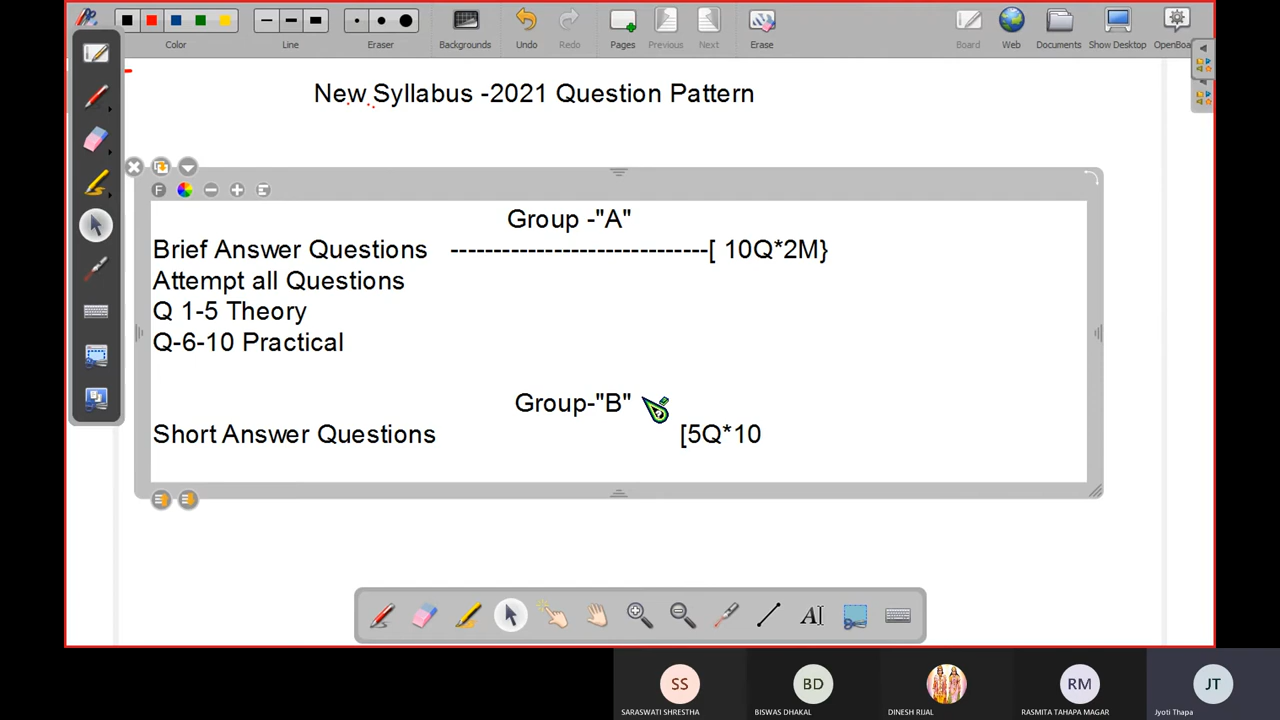 Color
Line
Eraser
Backgrounds
Undo
Redo
Pages
Previous
Next
Erase
Board
Web
Documents
Show Desktop
OpenBoa
New Syllabus -2021 Question Pattern
F
Group -"A"
Brief Answer Questions ------------------------------[ 10Q*2M}
Attempt all Questions
Q 1-5 Theory
Q-6-10 Practical
Group-"B"
Short Answer Questions [5Q*10
AI
SS
BD
RM
JT
SARASWATI SHRESTHA
BISWAS DHAKAL
DINESH RIJAL
RASMITA TAHAPA MAGAR
Jyoti Thapa